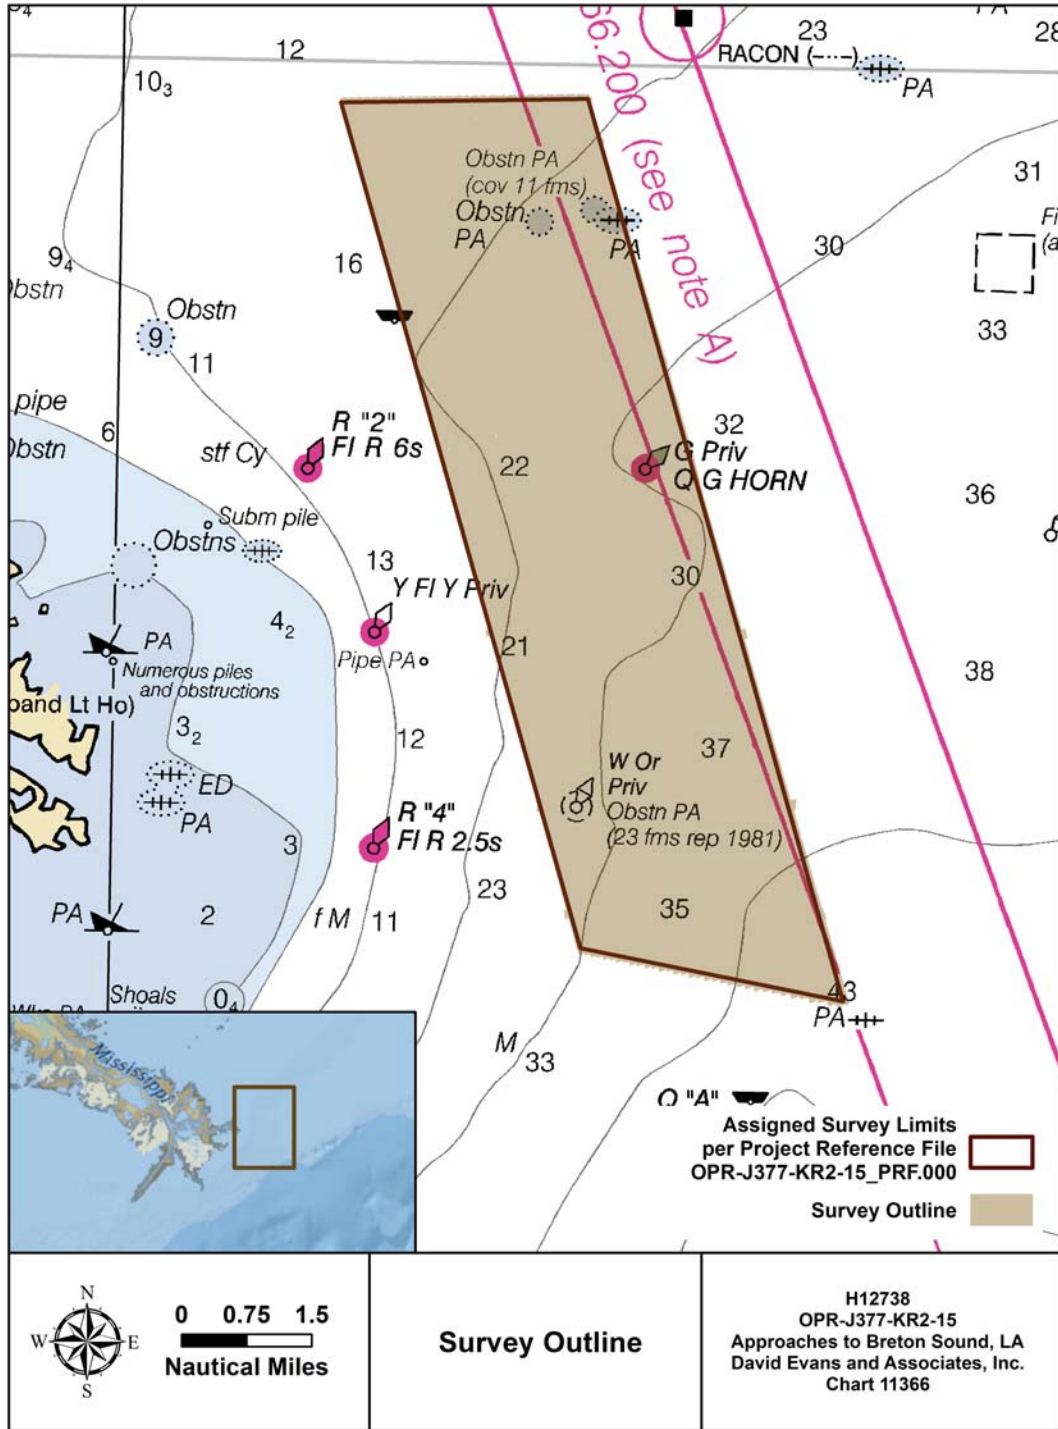 12
23
28
10₃
RACON (–··–)
PA
31
Obstn PA
(cov 11 fms)
Obstn
PA
PA
66.200 (see note A)
30
9₄
16
Obstn
9
11
33
pipe
6
stf Cy
R "2"
Fl R 6s
22
32
G Priv
Q G HORN
36
Subm pile
Obstns
13
30
Y Fl Y Priv
4₂
PA
Pipe PA
21
Numerous piles
and obstructions
38
Lt Ho)
3₂
12
37
W Or
Priv
Obstn PA
(23 fms rep 1981)
ED
PA
R "4"
Fl R 2.5s
3
23
PA
2
f M
11
35
Shoals
0₄
43
PA
M
33
Mississippi
Q "A"
Assigned Survey Limits
per Project Reference File
OPR-J377-KR2-15_PRF.000
Survey Outline
N
W
E
S
0 0.75 1.5
Nautical Miles
Survey Outline
H12738
OPR-J377-KR2-15
Approaches to Breton Sound, LA
David Evans and Associates, Inc.
Chart 11366